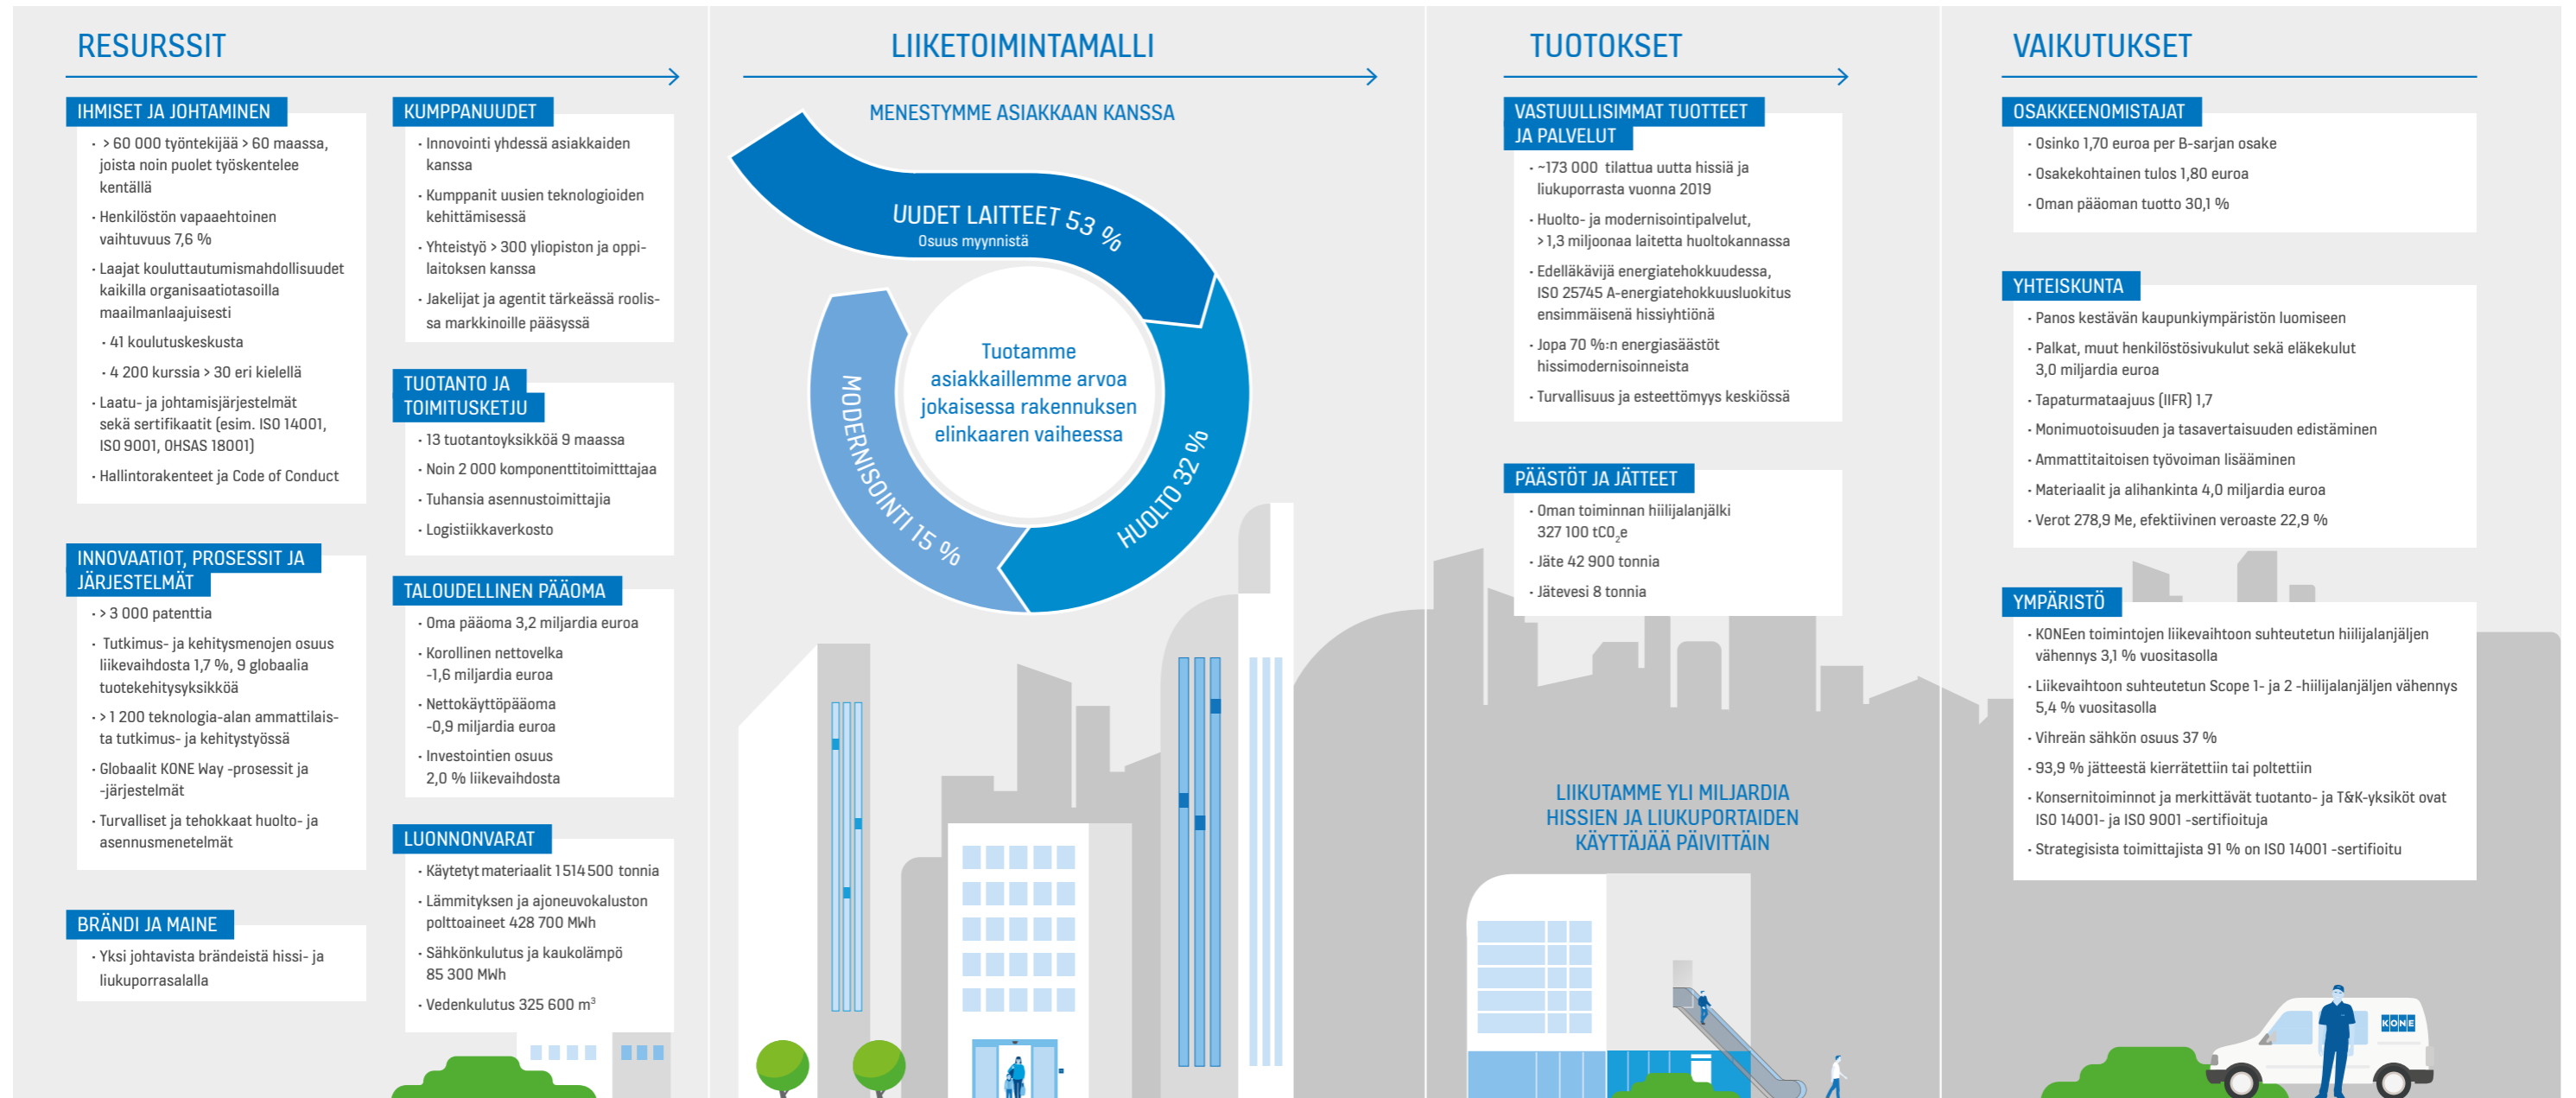 RESURSSIT
IHMISET JA JOHTAMINEN
· > 60 000 työntekijää > 60 maassa,
joista noin puolet työskentelee
kentällä
· Henkilöstön vapaaehtoinen
vaihtuvuus 7,6 %
· Laajat kouluttautumismahdollisuudet
kaikilla organisaatiotasoilla
maailmanlaajuisesti
· 41 koulutuskeskusta
· 4 200 kurssia > 30 eri kielellä
· Laatu- ja johtamisjärjestelmät
sekä sertifikaatit (esim. ISO 14001,
ISO 9001, OHSAS 18001)
· Hallintorakenteet ja Code of Conduct
INNOVAATIOT, PROSESSIT JA
JÄRJESTELMÄT
· > 3 000 patenttia
· Tutkimus- ja kehitysmenojen osuus
liikevaihdosta 1,7 %, 9 globaalia
tuotekehitysyksikköä
· > 1 200 teknologia-alan ammattilais-
ta tutkimus- ja kehitystyössä
· Globaalit KONE Way -prosessit ja
-järjestelmät
· Turvalliset ja tehokkaat huolto- ja
asennusmenetelmät
BRÄNDI JA MAINE
· Yksi johtavista brändeistä hissi- ja
liukuporrasalalla
KUMPPANUUDET
· Innovointi yhdessä asiakkaiden
kanssa
· Kumppanit uusien teknologioiden
kehittämisessä
· Yhteistyö > 300 yliopiston ja oppi-
laitoksen kanssa
· Jakelijat ja agentit tärkeässä roolis-
sa markkinoille pääsyssä
TUOTANTO JA
TOIMITUSKETJU
· 13 tuotantoyksikköä 9 maassa
· Noin 2 000 komponenttitoimitttajaa
· Tuhansia asennustoimittajia
· Logistiikkaverkosto
TALOUDELLINEN PÄÄOMA
· Oma pääoma 3,2 miljardia euroa
· Korollinen nettovelka
-1,6 miljardia euroa
· Nettokäyttöpääoma
-0,9 miljardia euroa
· Investointien osuus
2,0 % liikevaihdosta
LUONNONVARAT
· Käytetyt materiaalit 1 514 500 tonnia
· Lämmityksen ja ajoneuvokaluston
polttoaineet 428 700 MWh
· Sähkönkulutus ja kaukolämpö
85 300 MWh
· Vedenkulutus 325 600 m³
LIIKETOIMINTAMALLI
MENESTYMME ASIAKKAAN KANSSA
UUDET LAITTEET 53 %
Osuus myynnistä
HUOLTO 32 %
MODERNISOINTI 15 %
Tuotamme
asiakkaillemme arvoa
jokaisessa rakennuksen
elinkaaren vaiheessa
TUOTOKSET
VASTUULLISIMMAT TUOTTEET
JA PALVELUT
· ~173 000 tilattua uutta hissiä ja
liukuporrasta vuonna 2019
· Huolto- ja modernisointipalvelut,
> 1,3 miljoonaa laitetta huoltokannassa
· Edelläkävijä energiatehokkuudessa,
ISO 25745 A-energiatehokkuusluokitus
ensimmäisenä hissiyhtiönä
· Jopa 70 %:n energiasäästöt
hissimodernisoinneista
· Turvallisuus ja esteettömyys keskiössä
PÄÄSTÖT JA JÄTTEET
· Oman toiminnan hiilijalanjälki
327 100 tCO₂e
· Jäte 42 900 tonnia
· Jätevesi 8 tonnia
LIIKUTAMME YLI MILJARDIA
HISSIEN JA LIUKUPORTAIDEN
KÄYTTÄJÄÄ PÄIVITTÄIN
VAIKUTUKSET
OSAKKEENOMISTAJAT
· Osinko 1,70 euroa per B-sarjan osake
· Osakekohtainen tulos 1,80 euroa
· Oman pääoman tuotto 30,1 %
YHTEISKUNTA
· Panos kestävän kaupunkiympäristön luomiseen
· Palkat, muut henkilöstösivukulut sekä eläkekulut
3,0 miljardia euroa
· Tapaturmataajuus (IIFR) 1,7
· Monimuotoisuuden ja tasavertaisuuden edistäminen
· Ammattitaitoisen työvoiman lisääminen
· Materiaalit ja alihankinta 4,0 miljardia euroa
· Verot 278,9 Me, efektiivinen veroaste 22,9 %
YMPÄRISTÖ
· KONEen toimintojen liikevaihtoon suhteutetun hiilijalanjäljen
vähennys 3,1 % vuositasolla
· Liikevaihtoon suhteutetun Scope 1- ja 2 -hiilijalanjäljen vähennys
5,4 % vuositasolla
· Vihreän sähkön osuus 37 %
· 93,9 % jätteestä kierrätettiin tai poltettiin
· Konsernitoiminnot ja merkittävät tuotanto- ja T&K-yksiköt ovat
ISO 14001- ja ISO 9001 -sertifioituja
· Strategisista toimittajista 91 % on ISO 14001 -sertifioitu
KONE